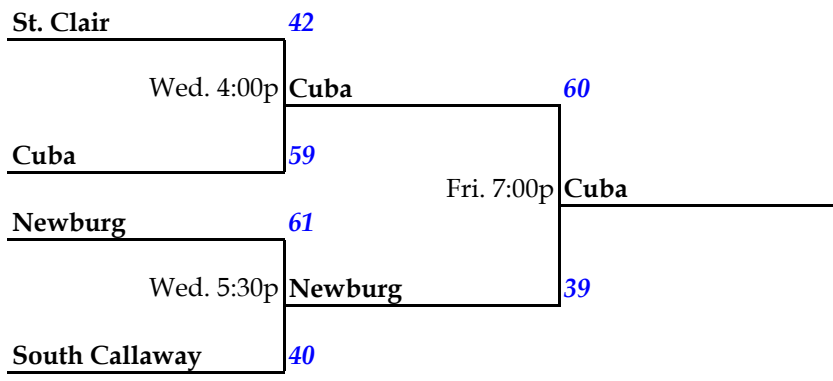 St. Clair 42
Wed. 4:00p Cuba 60
Cuba 59
Fri. 7:00p Cuba
Newburg 61
Wed. 5:30p Newburg 39
South Callaway 40